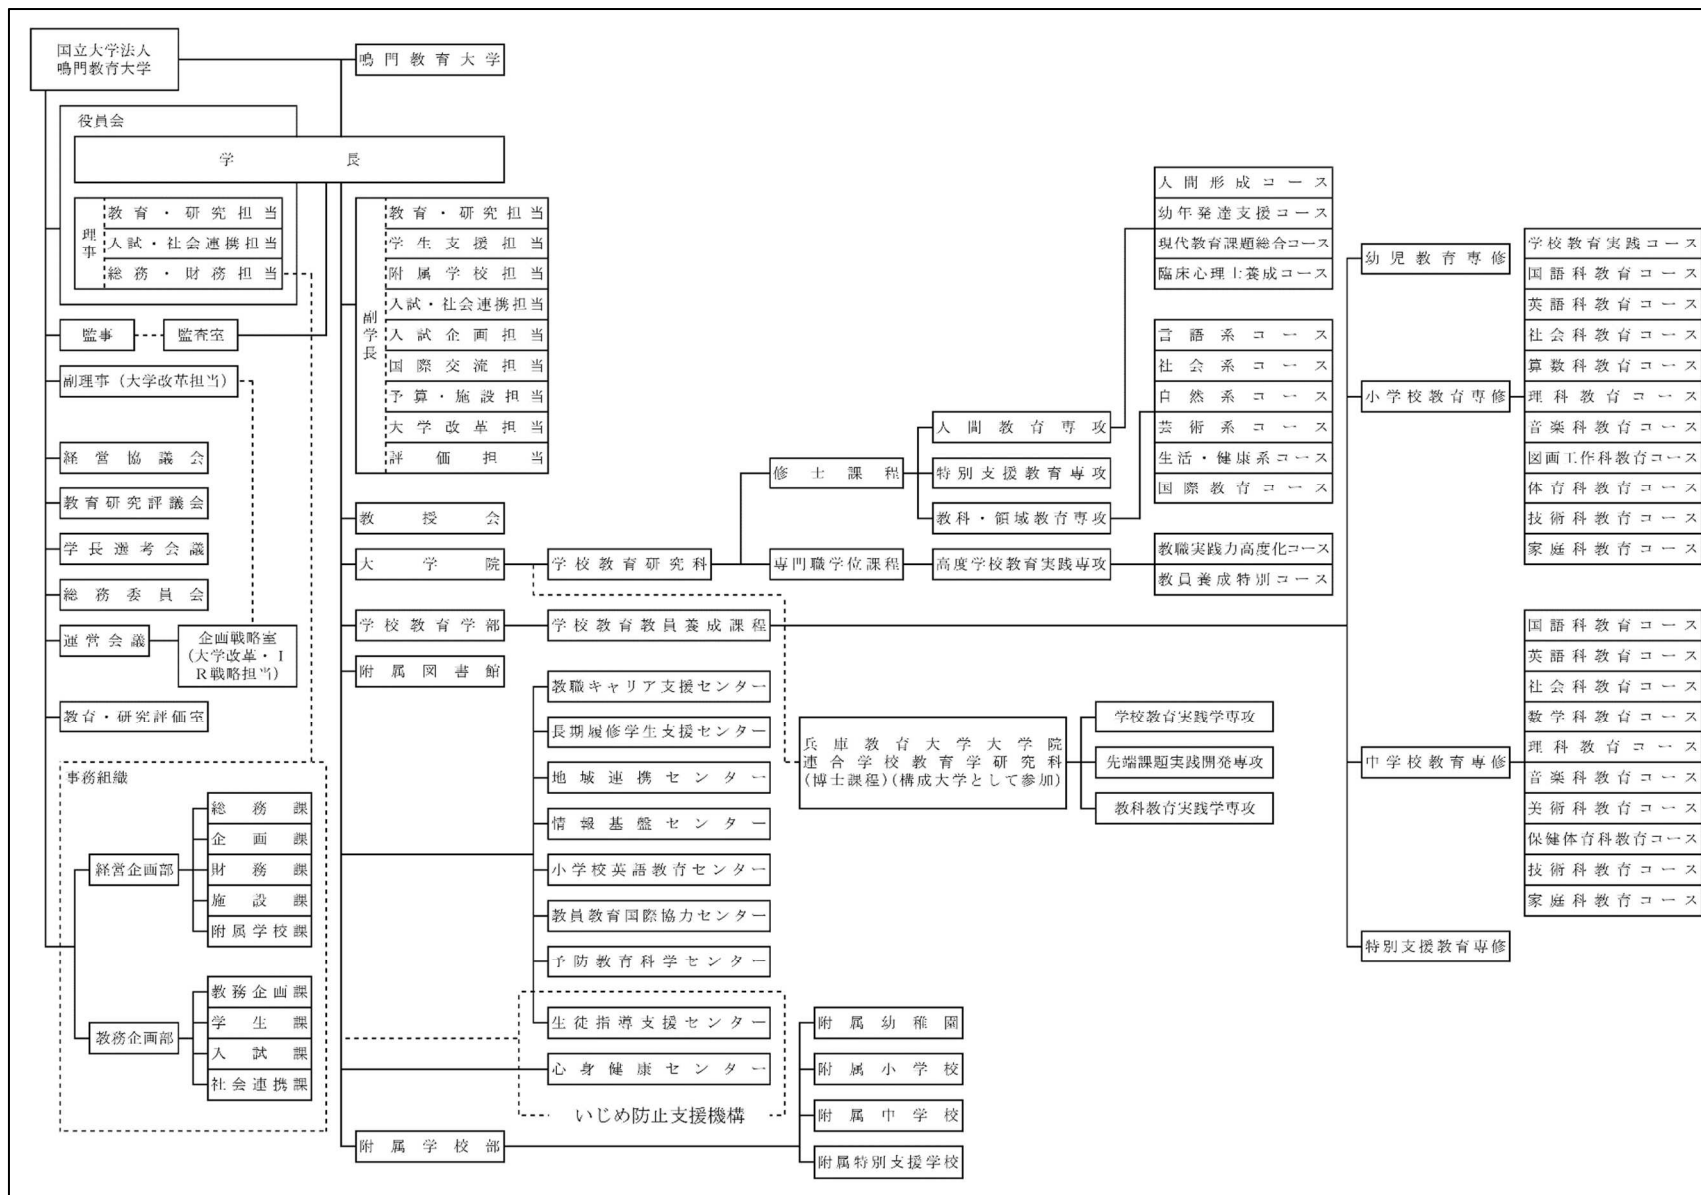 国立大学法人
鳴門教育大学
鳴門教育大学
役員会
学長
理事
教育・研究担当
入試・社会連携担当
総務・財務担当
監事
監査室
副理事（大学改革担当）
経営協議会
教育研究評議会
学長選考会議
総務委員会
運営会議
企画戦略室
(大学改革・I
R戦略担当)
教育・研究評価室
事務組織
経営企画部
総務課
企画課
財務課
施設課
附属学校課
教務企画部
教務企画課
学生課
入試課
社会連携課
副学長
教育・研究担当
学生支援担当
附属学校担当
入試・社会連携担当
入試企画担当
国際交流担当
予算・施設担当
大学改革担当
評価担当
教授会
大学院
学校教育研究科
修士課程
人間教育専攻
特別支援教育専攻
教科・領域教育専攻
専門職学位課程
高度学校教育実践専攻
人間形成コース
幼年発達支援コース
現代教育課題総合コース
臨床心理士養成コース
言語系コース
社会系コース
自然系コース
芸術系コース
生活・健康系コース
国際教育コース
教職実践力高度化コース
教員養成特別コース
学校教育学部
学校教育教員養成課程
幼児教育専修
小学校教育専修
学校教育実践コース
国語科教育コース
英語科教育コース
社会科教育コース
算数科教育コース
理科教育コース
音楽科教育コース
図画工作科教育コース
体育科教育コース
技術科教育コース
家庭科教育コース
中学校教育専修
国語科教育コース
英語科教育コース
社会科教育コース
数学科教育コース
理科教育コース
音楽科教育コース
美術科教育コース
保健体育科教育コース
技術科教育コース
家庭科教育コース
特別支援教育専修
附属図書館
教職キャリア支援センター
長期履修学生支援センター
地域連携センター
情報基盤センター
小学校英語教育センター
教員教育国際協力センター
予防教育科学センター
生徒指導支援センター
心身健康センター
いじめ防止支援機構
兵庫教育大学大学院
連合学校教育学研究科
(博士課程)(構成大学として参加)
学校教育実践学専攻
先端課題実践開発専攻
教科教育実践学専攻
附属学校部
附属幼稚園
附属小学校
附属中学校
附属特別支援学校